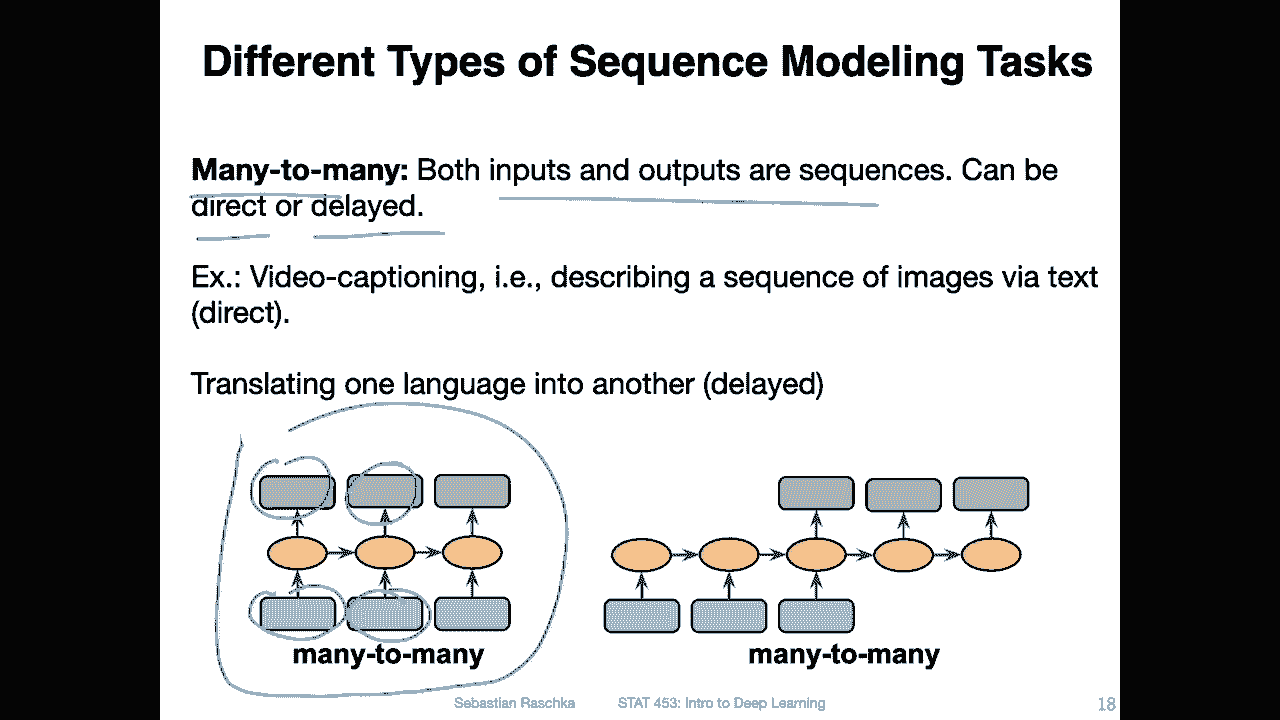 Different Types of Sequence Modeling Tasks
Many-to-many: Both inputs and outputs are sequences. Can be
direct or delayed.
Ex.: Video-captioning, i.e., describing a sequence of images via text
(direct).
Translating one language into another (delayed)
many-to-many
many-to-many
Sebastian Raschka STAT 453: Intro to Deep Learning 18